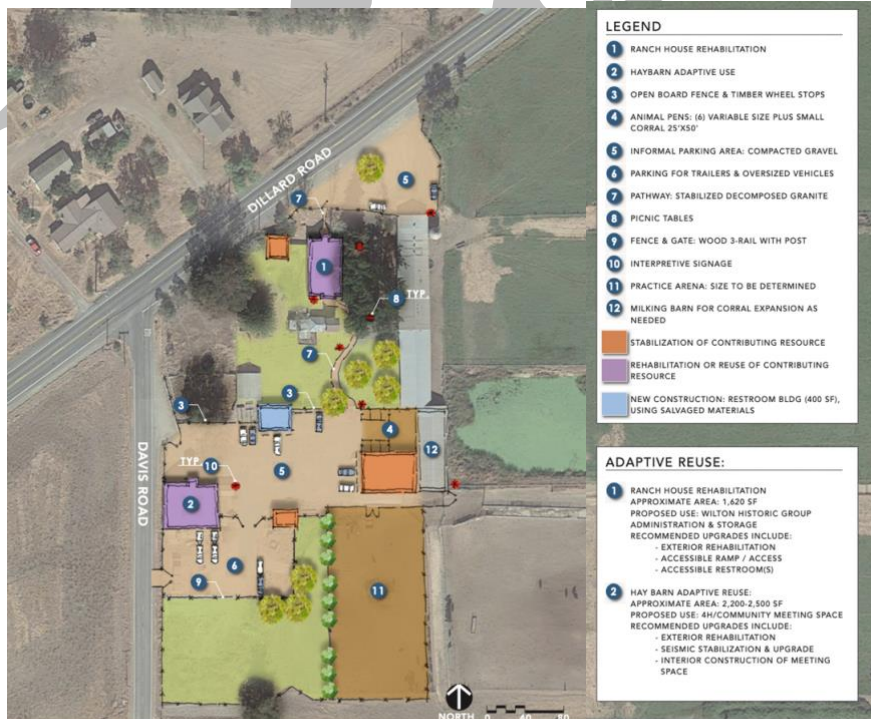 LEGEND
1 RANCH HOUSE REHABILITATION
2 HAYBARN ADAPTIVE USE
3 OPEN BOARD FENCE & TIMBER WHEEL STOPS
4 ANIMAL PENS: (6) VARIABLE SIZE PLUS SMALL
CORRAL 25'X50'
5 INFORMAL PARKING AREA: COMPACTED GRAVEL
6 PARKING FOR TRAILERS & OVERSIZED VEHICLES
7 PATHWAY: STABILIZED DECOMPOSED GRANITE
8 PICNIC TABLES
9 FENCE & GATE: WOOD 3-RAIL WITH POST
10 INTERPRETIVE SIGNAGE
11 PRACTICE ARENA: SIZE TO BE DETERMINED
12 MILKING BARN FOR CORRAL EXPANSION AS
NEEDED
STABILIZATION OF CONTRIBUTING RESOURCE
REHABILITATION OR REUSE OF CONTRIBUTING
RESOURCE
NEW CONSTRUCTION: RESTROOM BLDG (400 SF),
USING SALVAGED MATERIALS
ADAPTIVE REUSE:
1 RANCH HOUSE REHABILITATION
APPROXIMATE AREA: 1,620 SF
PROPOSED USE: WILTON HISTORIC GROUP
ADMINISTRATION & STORAGE
RECOMMENDED UPGRADES INCLUDE:
- EXTERIOR REHABILITATION
- ACCESSIBLE RAMP / ACCESS
- ACCESSIBLE RESTROOM(S)
2 HAY BARN ADAPTIVE REUSE:
APPROXIMATE AREA: 2,200-2,500 SF
PROPOSED USE: 4H/COMMUNITY MEETING SPACE
RECOMMENDED UPGRADES INCLUDE:
- EXTERIOR REHABILITATION
- SEISMIC STABILIZATION & UPGRADE
- INTERIOR CONSTRUCTION OF MEETING
SPACE
DILLARD ROAD
5
7
1
8 TYP.
7
3
3
4
12
TYP.
10
5
2
6
9
11
DAVIS ROAD
NORTH